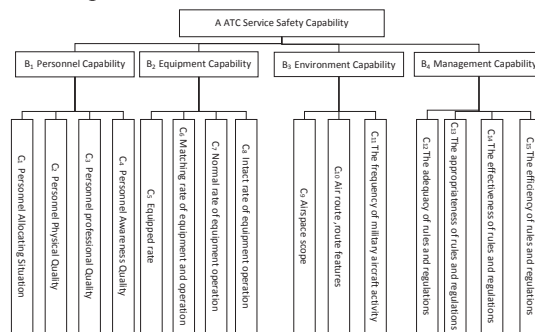 A ATC Service Safety Capability
B₁ Personnel Capability
B₂ Equipment Capability
B₃ Environment Capability
B₄ Management Capability
C₁ Personnel Allocating Situation
C₂ Personnel Physical Quality
C₃ Personnel professional Quality
C₄ Personnel Awareness Quality
C₅ Equipped rate
C₆ Matching rate of equipment and operation
C₇ Normal rate of equipment operation
C₈ Intact rate of equipment operation
C₉ Airspace scope
C₁₀ Air route ,route features
C₁₁ The frequency of military aircraft activity
C₁₂ The adequacy of rules and regulations
C₁₃ The appropriateness of rules and regulations
C₁₄ The effectiveness of rules and regulations
C₁₅ The efficiency of rules and regulations